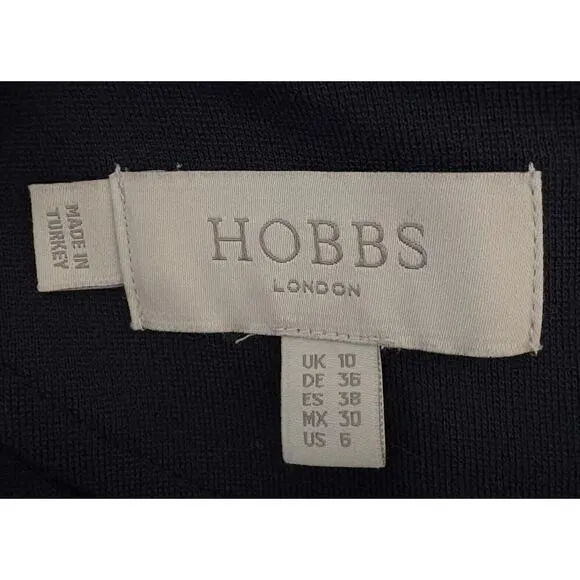 MADE IN
TURKEY
HOBBS
LONDON
UK 10
DE 36
ES 38
MX 30
US 6